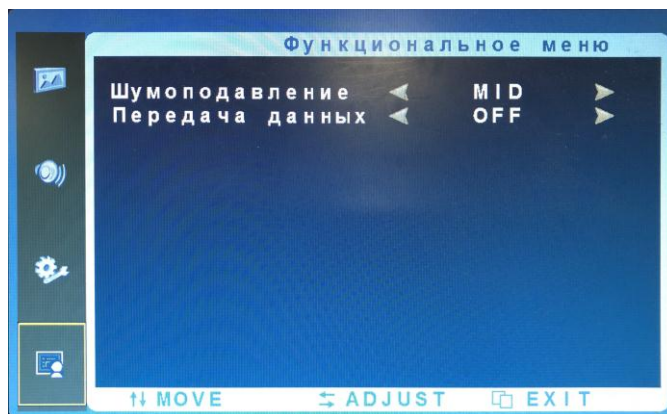 Функциональное меню
Шумоподавление MID
Передача данных OFF
MOVE ADJUST EXIT